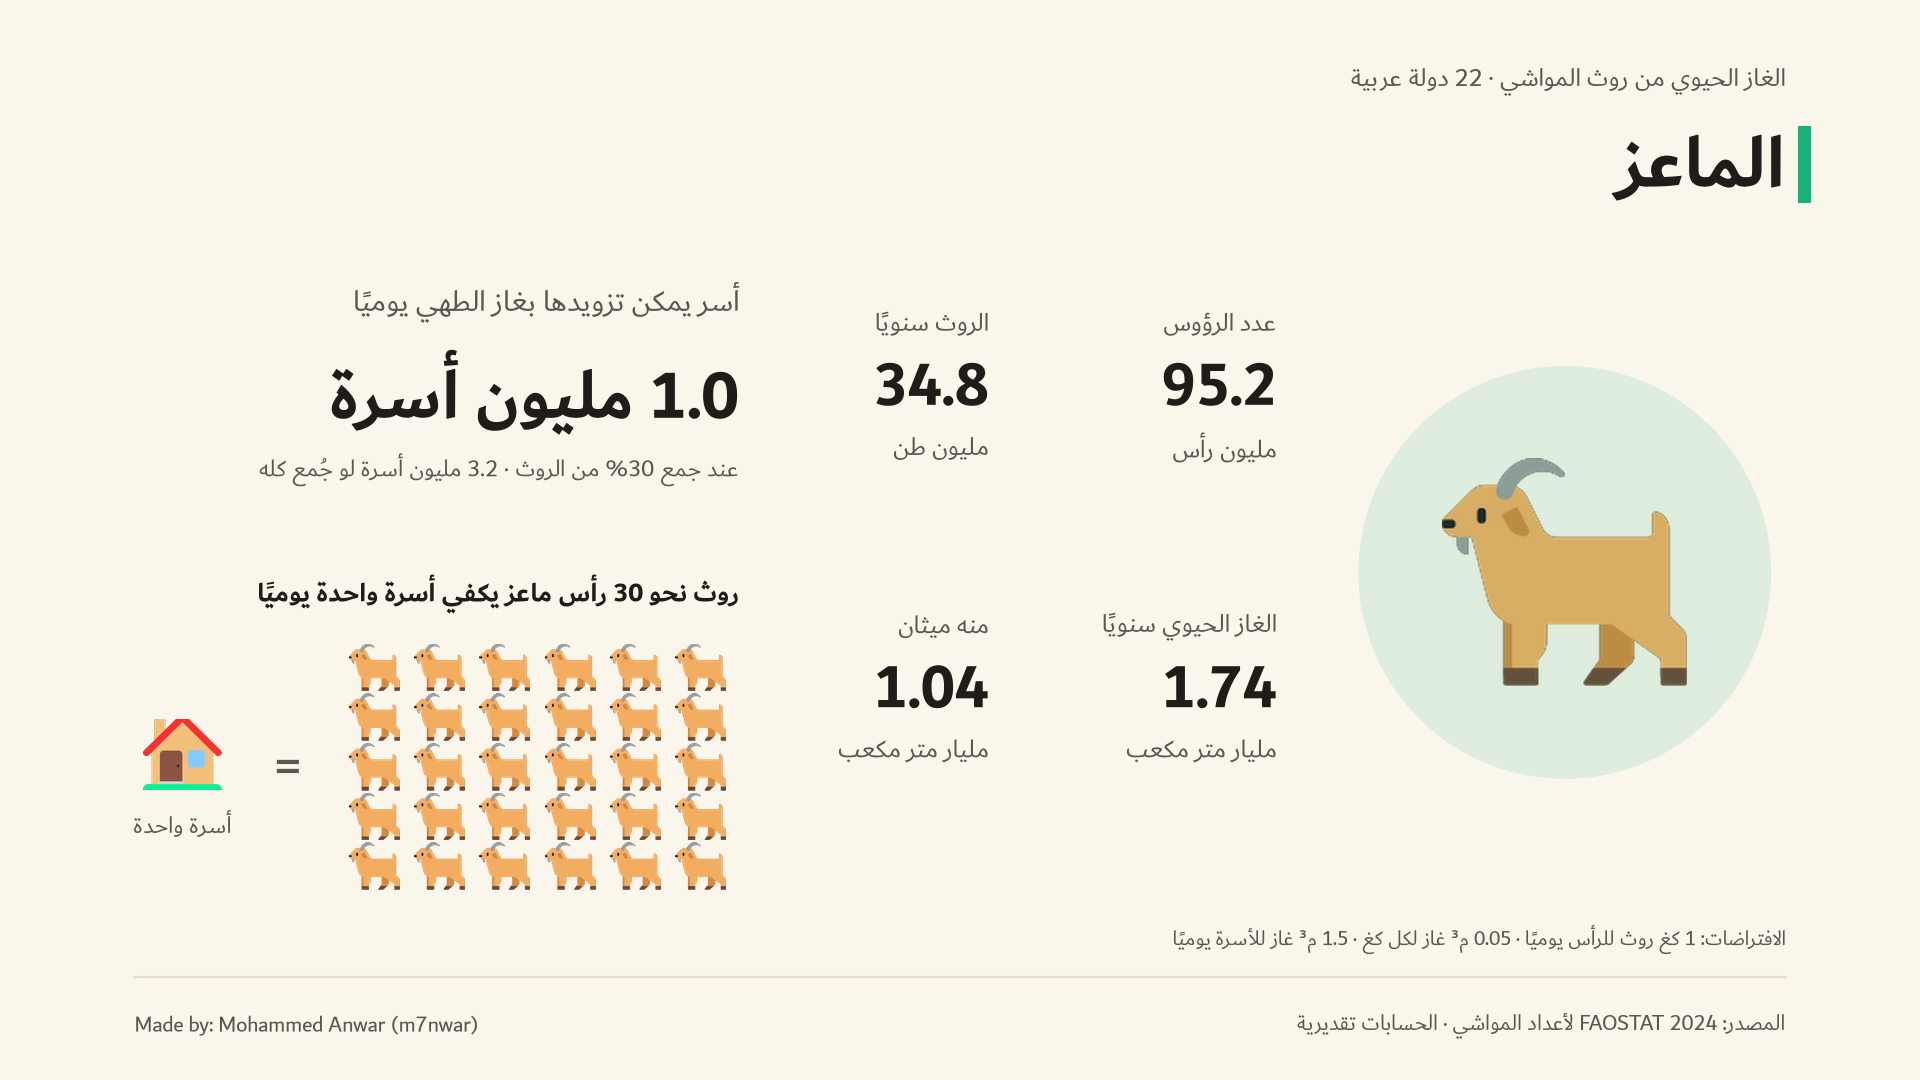 الغاز الحيوي من روث المواشي · 22 دولة عربية
الماعز
عدد الرؤوس
95.2
مليون رأس
الروث سنويًا
34.8
مليون طن
الغاز الحيوي سنويًا
1.74
مليار متر مكعب
منه ميثان
1.04
مليار متر مكعب
أسر يمكن تزويدها بغاز الطهي يوميًا
1.0 مليون أسرة
عند جمع 30% من الروث · 3.2 مليون أسرة لو جُمع كله
روث نحو 30 رأس ماعز يكفي أسرة واحدة يوميًا
=
أسرة واحدة
الافتراضات: 1 كغ روث للرأس يوميًا · 0.05 م³ غاز لكل كغ · 1.5 م³ غاز للأسرة يوميًا
المصدر: FAOSTAT 2024 لأعداد المواشي · الحسابات تقديرية
Made by: Mohammed Anwar (m7nwar)